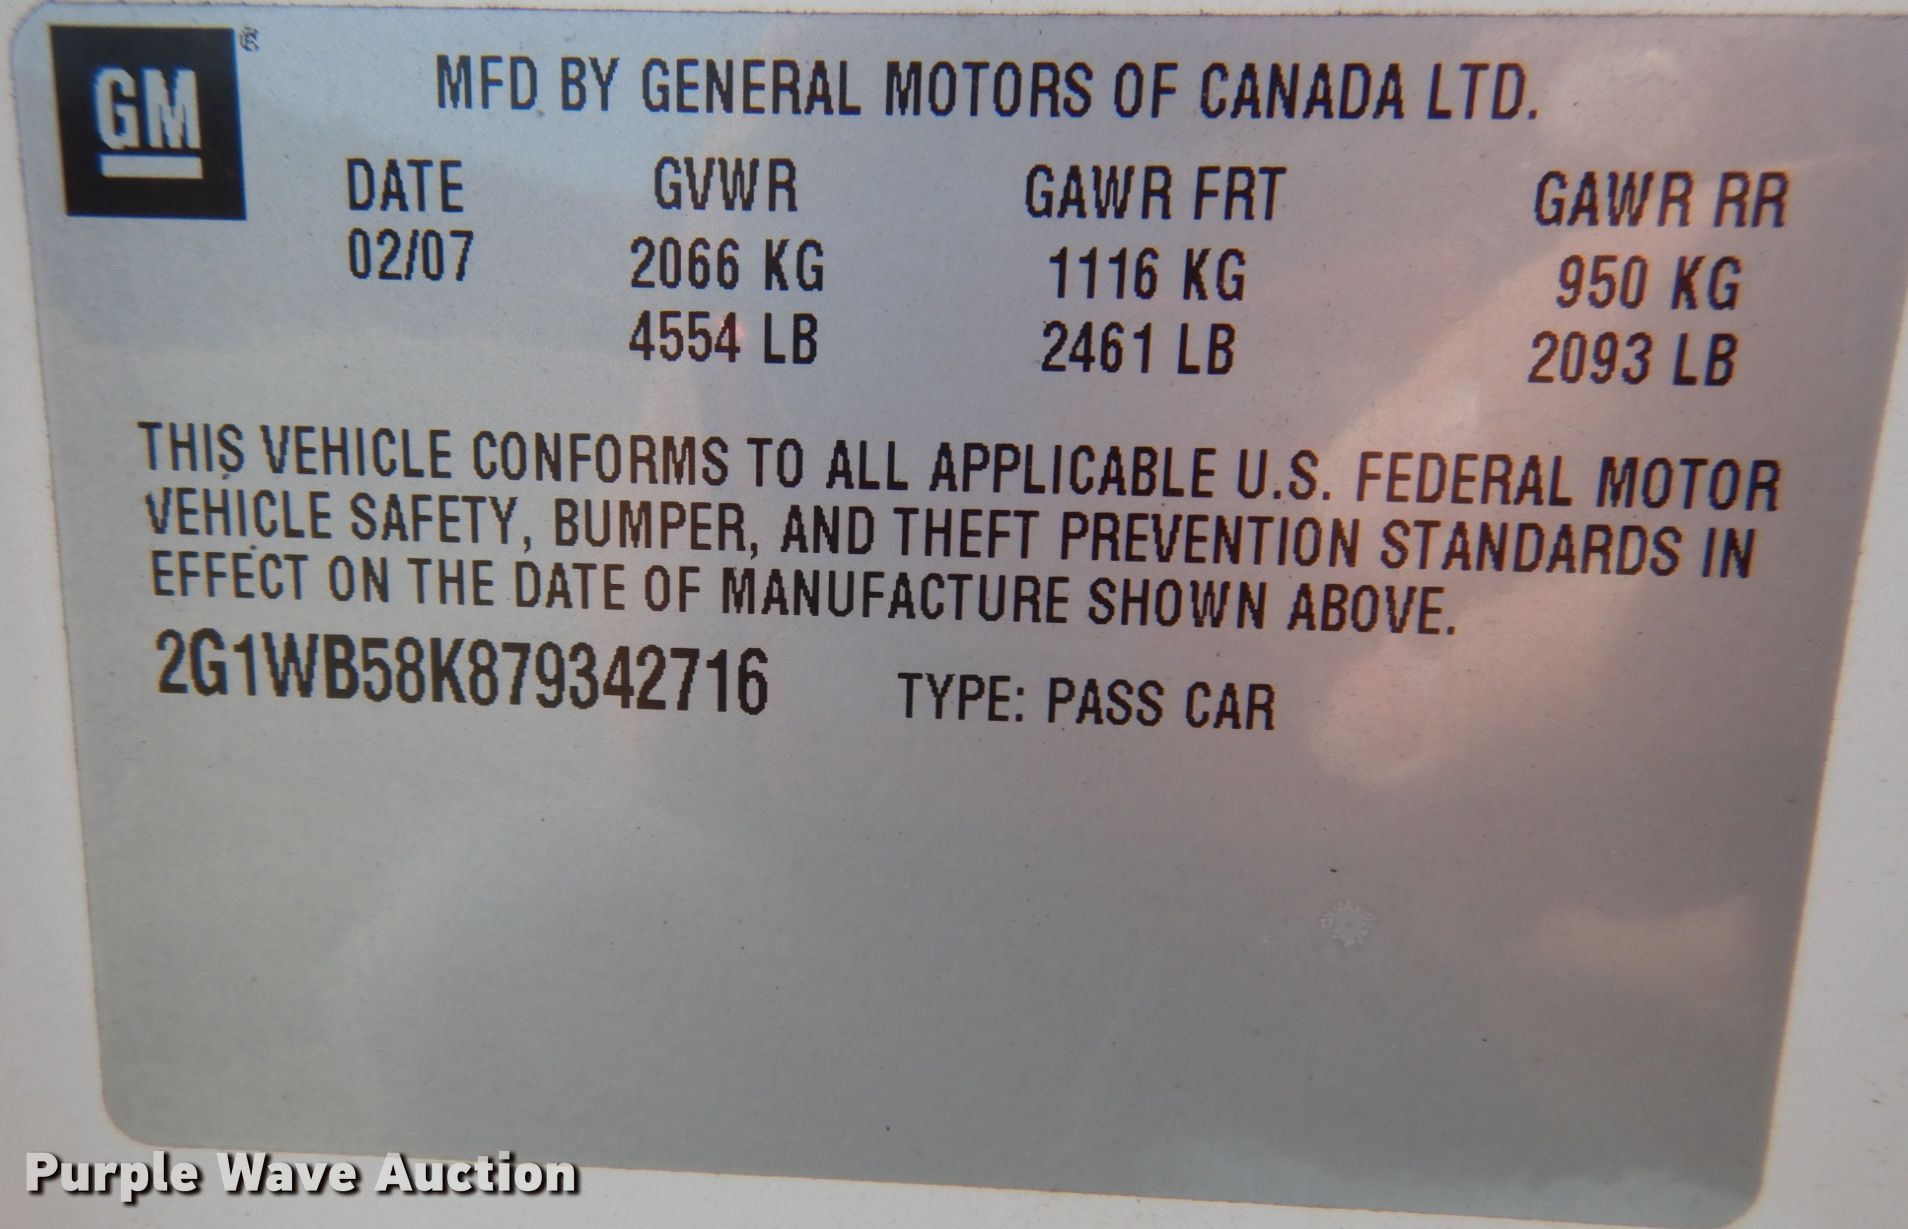 GM ®
MFD BY GENERAL MOTORS OF CANADA LTD.
DATE GVWR GAWR FRT GAWR RR
02/07 2066 KG 1116 KG 950 KG
4554 LB 2461 LB 2093 LB
THIS VEHICLE CONFORMS TO ALL APPLICABLE U.S. FEDERAL MOTOR
VEHICLE SAFETY, BUMPER, AND THEFT PREVENTION STANDARDS IN
EFFECT ON THE DATE OF MANUFACTURE SHOWN ABOVE.
2G1WB58K879342716 TYPE: PASS CAR
Purple Wave Auction